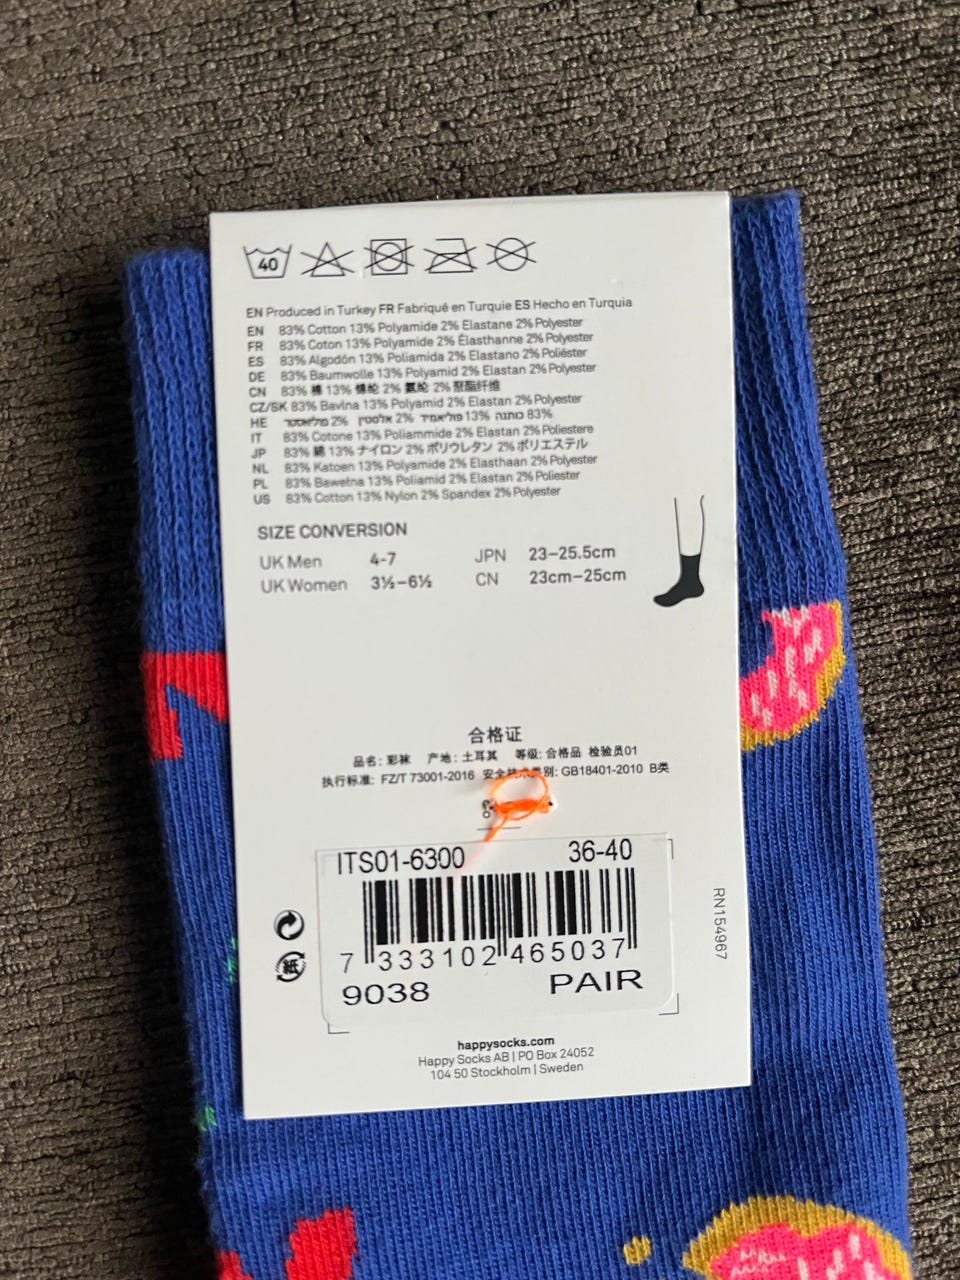 40
EN Produced in Turkey FR Fabriqué en Turquie ES Hecho en Turquia
EN 83% Cotton 13% Polyamide 2% Elastane 2% Polyester
FR 83% Coton 13% Polyamide 2% Élasthanne 2% Polyester
ES 83% Algodón 13% Poliamida 2% Elastano 2% Poliéster
DE 83% Baumwolle 13% Polyamid 2% Elastan 2% Polyester
CN 83% 棉 13% 锦纶 2% 氨纶 2% 聚酯纤维
CZ/SK 83% Bavlna 13% Polyamid 2% Elastan 2% Polyester
HE 83% כותנה 13% פוליאמיד 2% אלסטין 2% פוליאסטר
IT 83% Cotone 13% Poliammide 2% Elastan 2% Poliestere
JP 83% 綿 13% ナイロン 2% ポリウレタン 2% ポリエステル
NL 83% Katoen 13% Polyamide 2% Elasthaan 2% Polyester
PL 83% Bawełna 13% Poliamid 2% Elastan 2% Poliester
US 83% Cotton 13% Nylon 2% Spandex 2% Polyester
SIZE CONVERSION
UK Men 4-7 JPN 23–25.5cm
UK Women 3½–6½ CN 23cm–25cm
合格证
品名: 彩袜 产地: 土耳其 等级: 合格品 检验员01
执行标准: FZ/T 73001-2016 安全技术类别: GB18401-2010 B类
ITS01-6300 36-40
7 333102 465037
9038 PAIR
RN154967
紙
happysocks.com
Happy Socks AB | PO Box 24052
104 50 Stockholm | Sweden